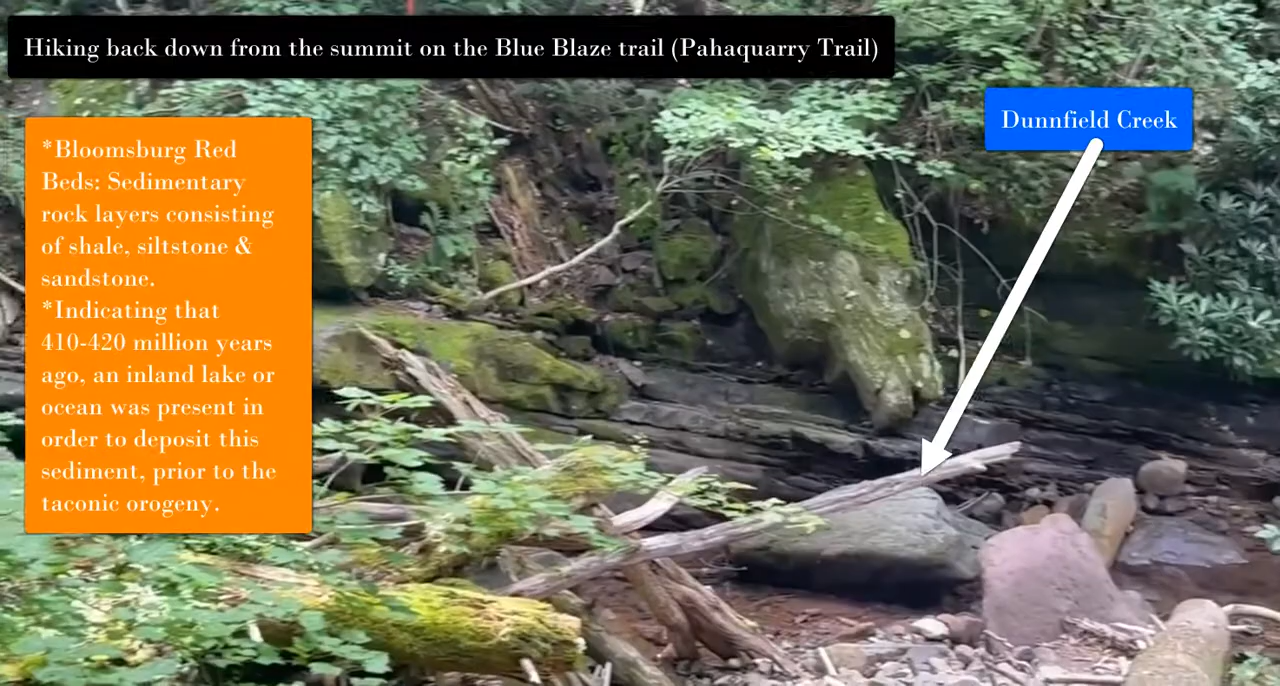 Hiking back down from the summit on the Blue Blaze trail (Pahaquarry Trail)
Dunnfield Creek
*Bloomsburg Red
Beds: Sedimentary
rock layers consisting
of shale, siltstone &
sandstone.
*Indicating that
410-420 million years
ago, an inland lake or
ocean was present in
order to deposit this
sediment, prior to the
taconic orogeny.